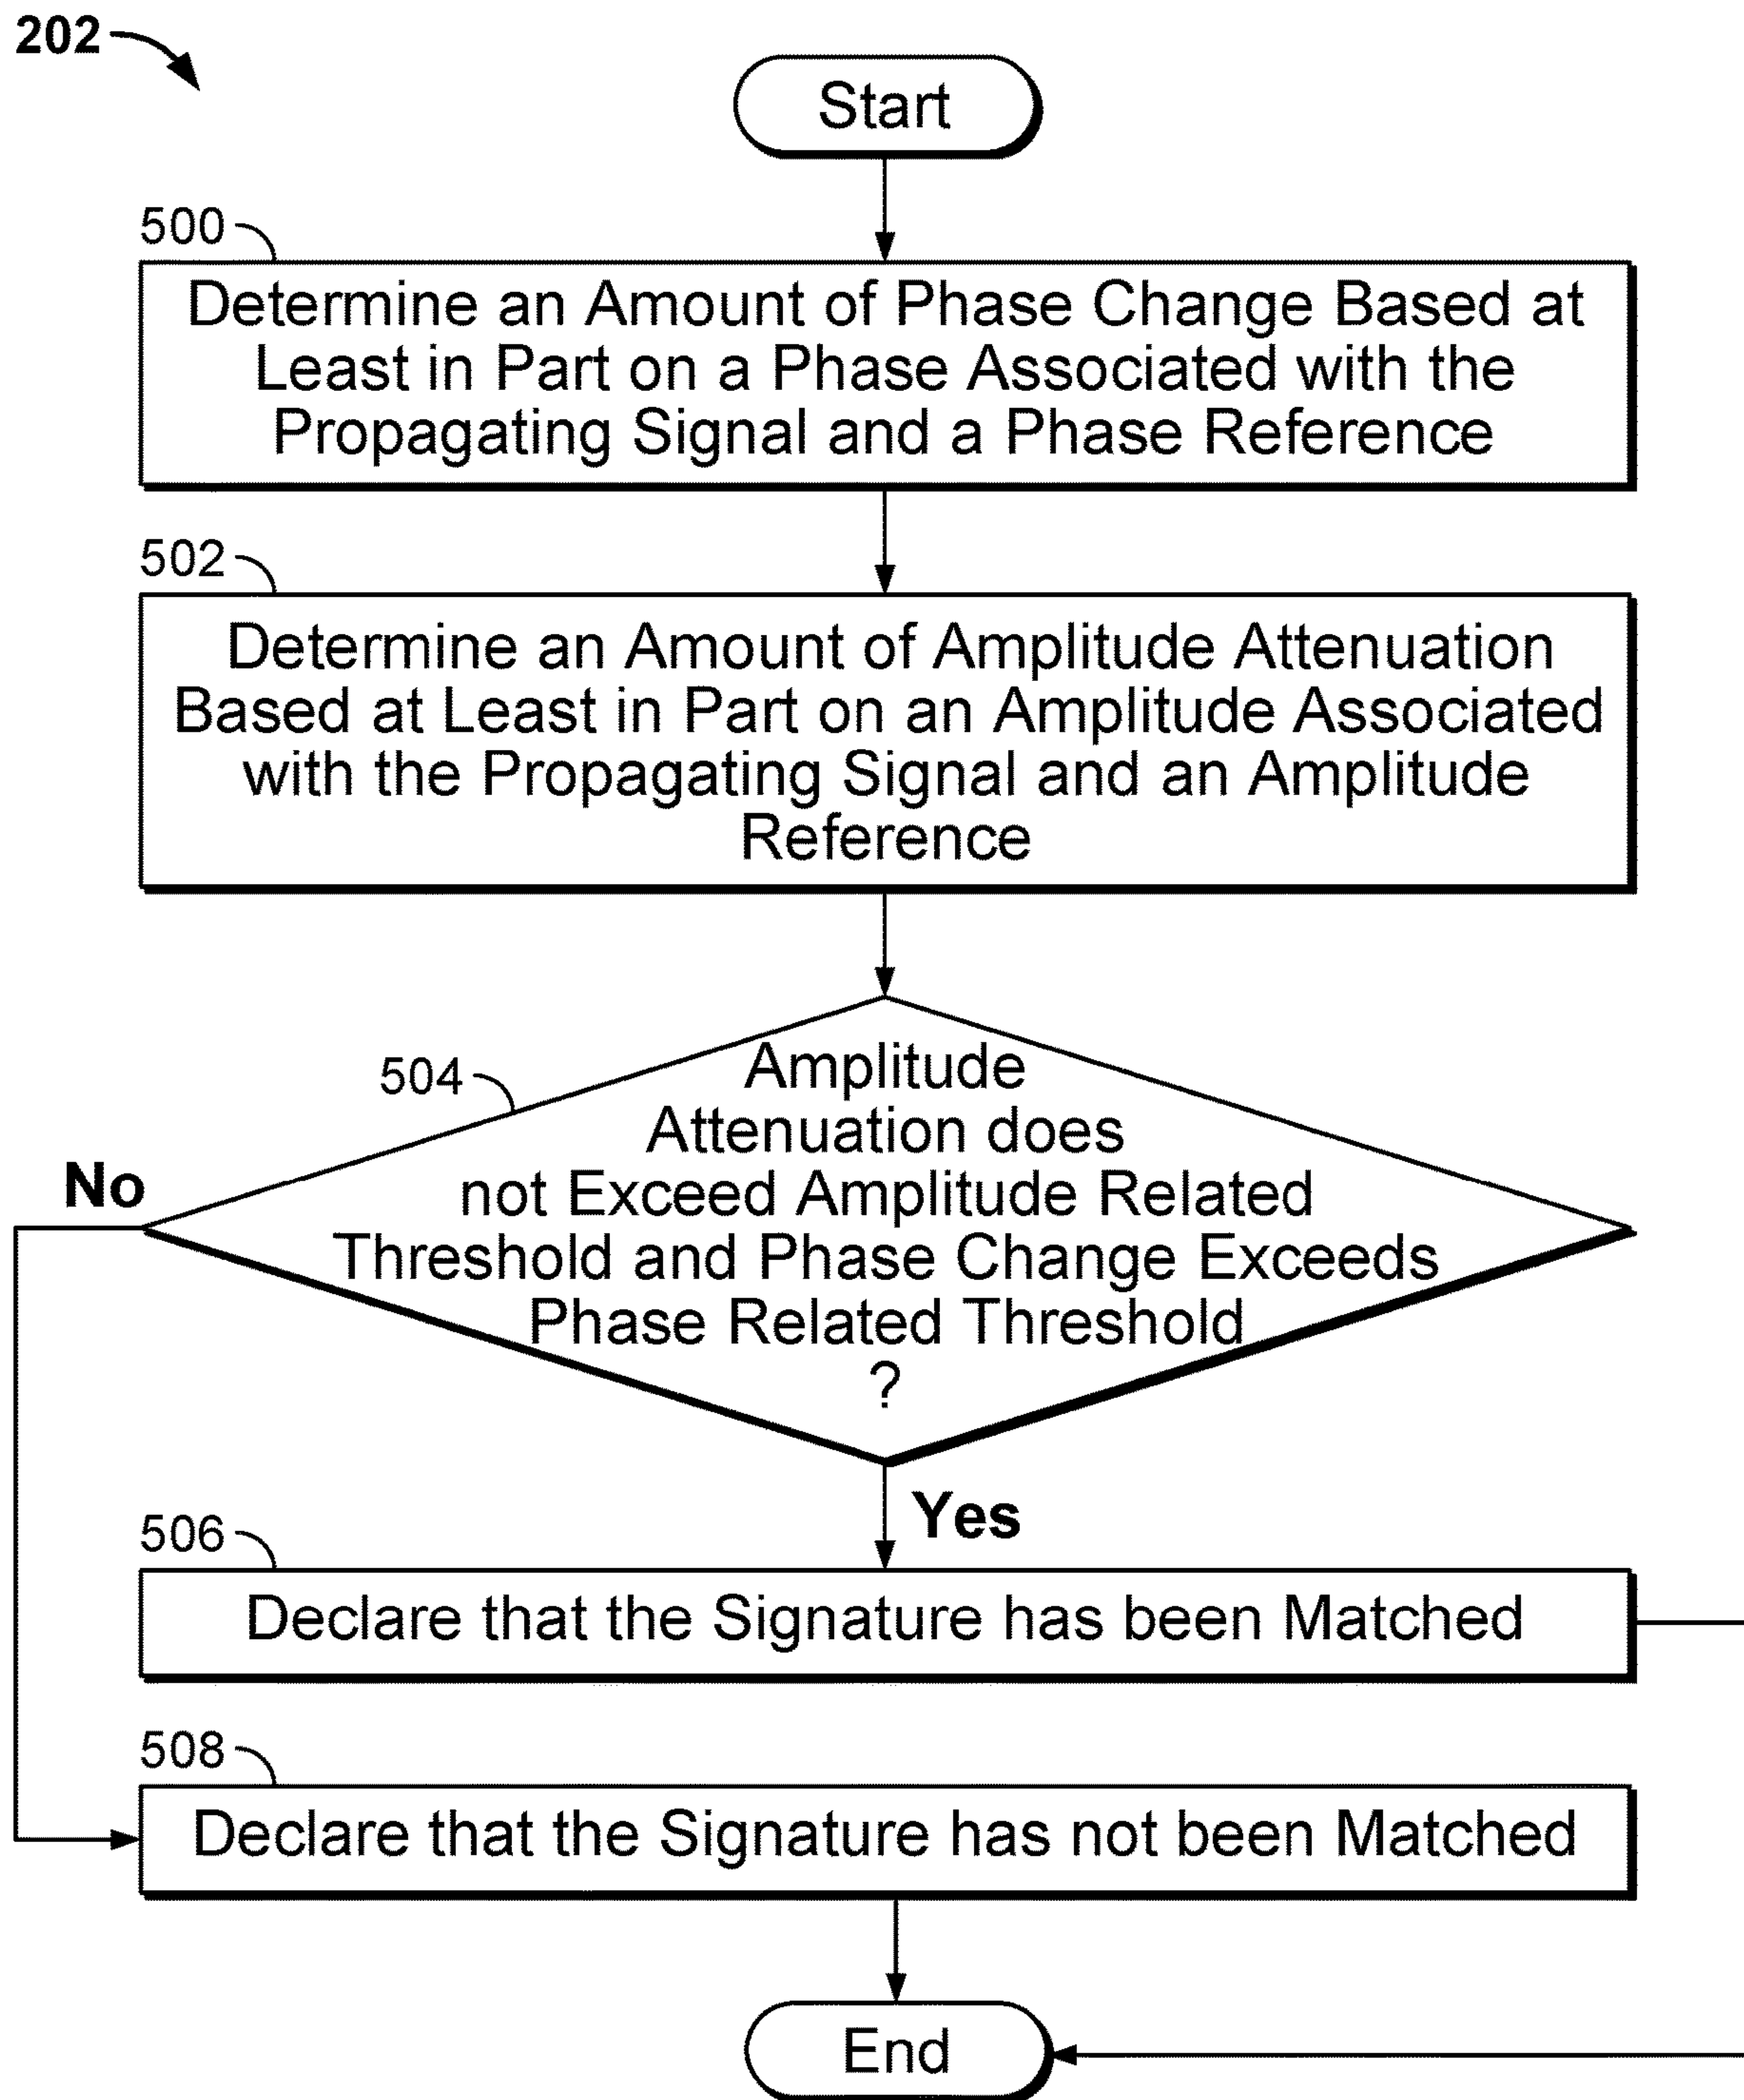 202
Start
500
Determine an Amount of Phase Change Based at
Least in Part on a Phase Associated with the
Propagating Signal and a Phase Reference
502
Determine an Amount of Amplitude Attenuation
Based at Least in Part on an Amplitude Associated
with the Propagating Signal and an Amplitude
Reference
504
Amplitude
Attenuation does
not Exceed Amplitude Related
Threshold and Phase Change Exceeds
Phase Related Threshold
?
No
Yes
506
Declare that the Signature has been Matched
508
Declare that the Signature has not been Matched
End